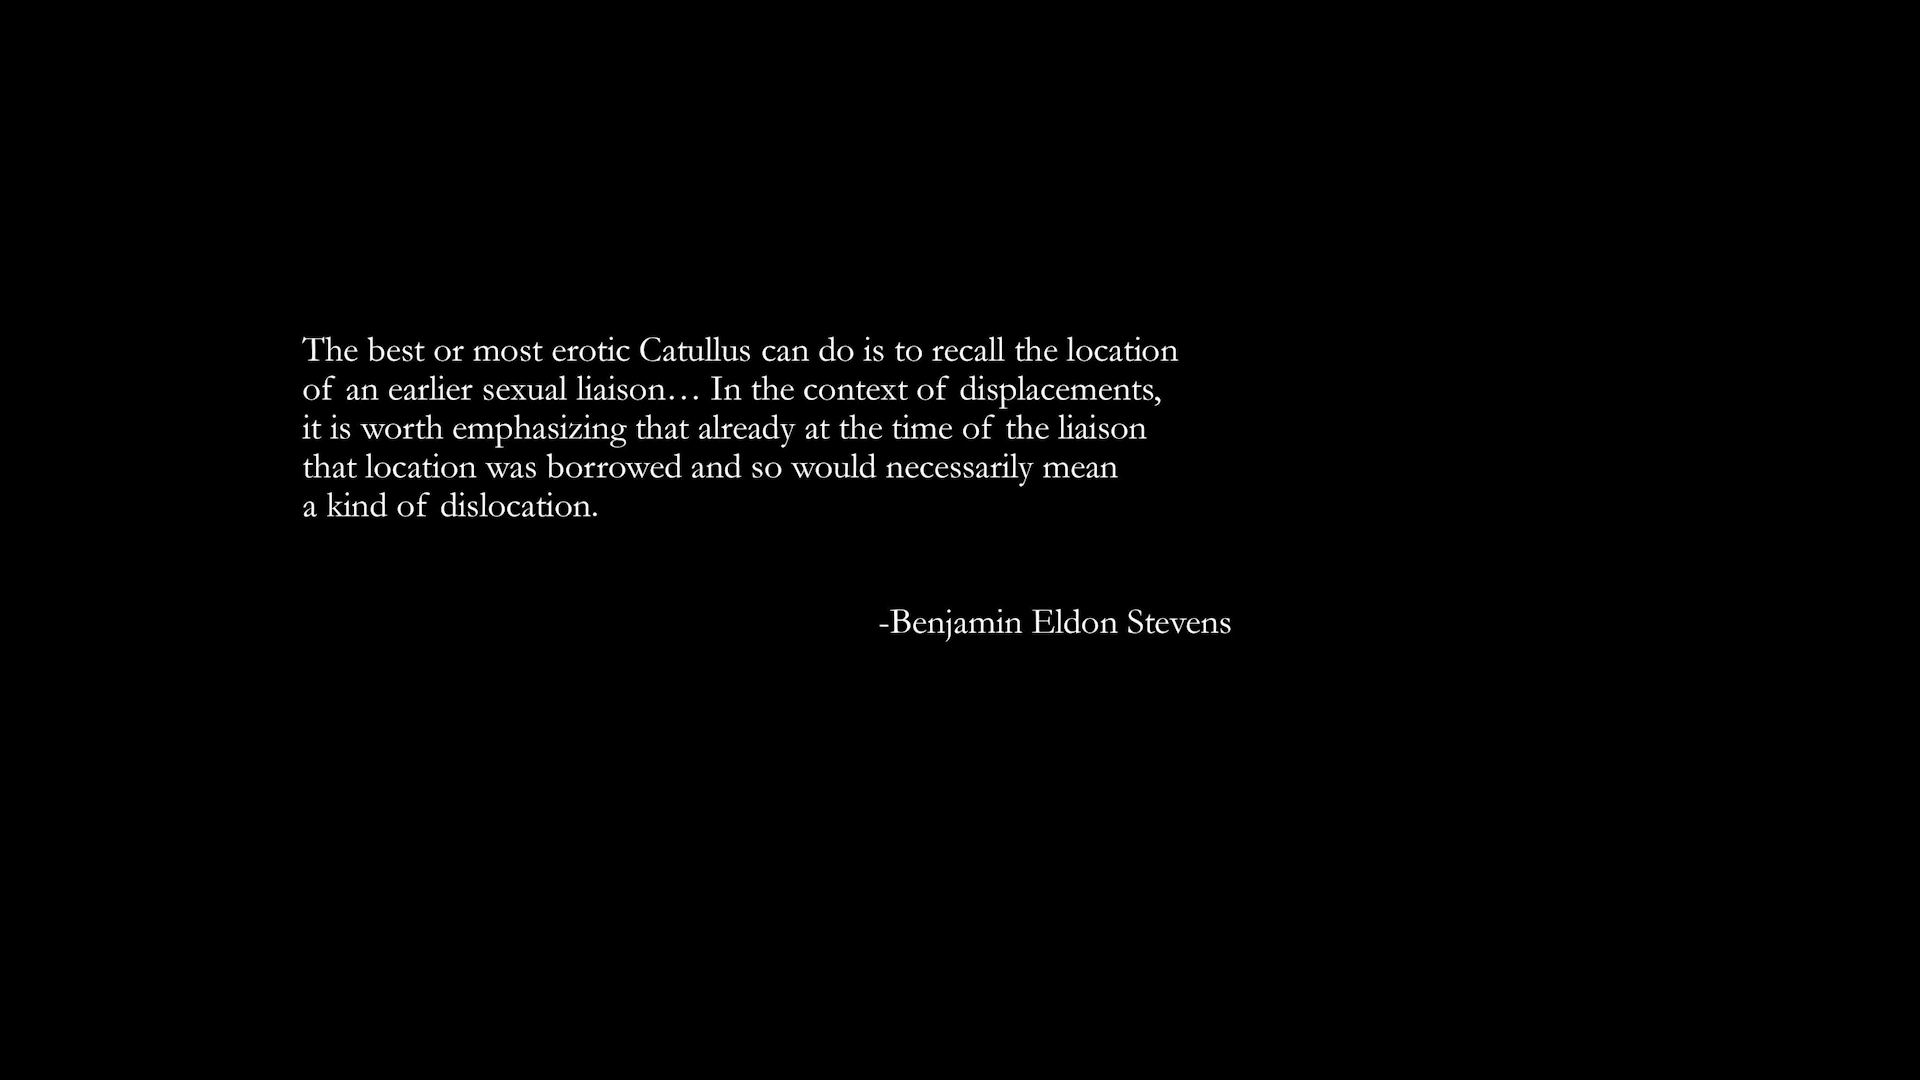 The best or most erotic Catullus can do is to recall the location
of an earlier sexual liaison… In the context of displacements,
it is worth emphasizing that already at the time of the liaison
that location was borrowed and so would necessarily mean
a kind of dislocation.
-Benjamin Eldon Stevens